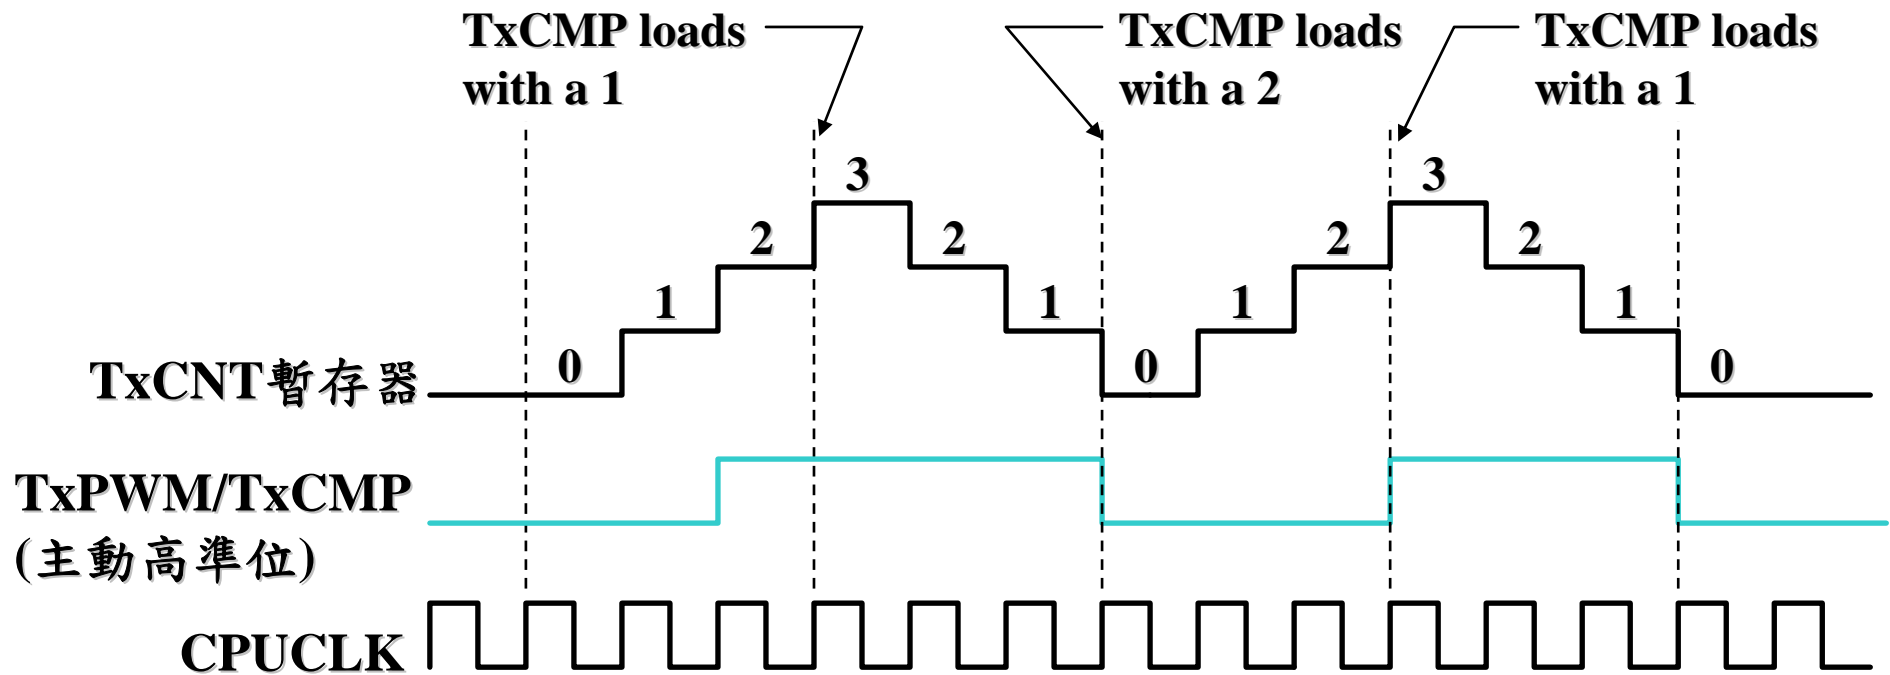 TxCMP loads
with a 1
TxCMP loads
with a 2
TxCMP loads
with a 1
3
3
2
2
2
2
1
1
1
1
0
0
0
TxCNT暫存器
TxPWM/TxCMP
(主動高準位)
CPUCLK